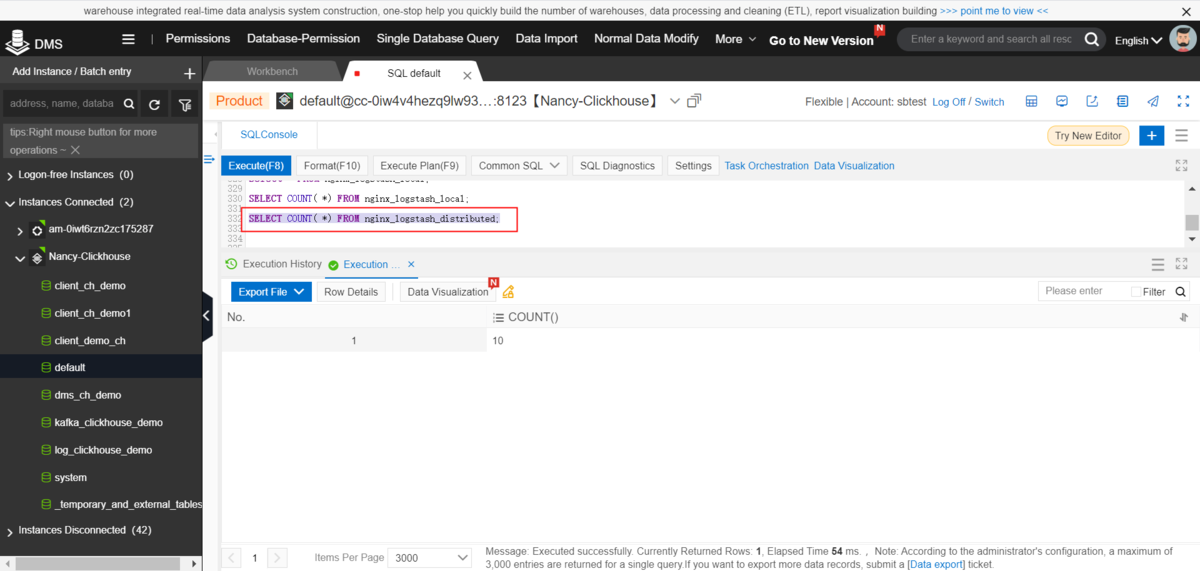 warehouse integrated real-time data analysis system construction, one-stop help you quickly build the number of warehouses, data processing and cleaning (ETL), report visualization building >>> point me to view <<
DMS
Permissions Database-Permission Single Database Query Data Import Normal Data Modify More Go to New Version N Enter a keyword and search all resc English
Add Instance / Batch entry +
Workbench
SQL default
address, name, databa
Product default@cc-0iw4v4hezq9lw93...:8123【Nancy-Clickhouse】 Flexible | Account: sbtest Log Off / Switch
tips:Right mouse button for more
operations ~
SQLConsole Try New Editor +
Logon-free Instances (0)
Instances Connected (2)
am-0iwt6rzn2zc175287
Nancy-Clickhouse
client_ch_demo
client_ch_demo1
client_demo_ch
default
dms_ch_demo
kafka_clickhouse_demo
log_clickhouse_demo
system
_temporary_and_external_tables
Instances Disconnected (42)
Execute(F8) Format(F10) Execute Plan(F9) Common SQL SQL Diagnostics Settings Task Orchestration Data Visualization
329
330 SELECT COUNT( *) FROM nginx_logstash_local;
331
332 SELECT COUNT( *) FROM nginx_logstash_distributed;
333
334
Execution History Execution ... ×
Export File Row Details Data Visualization N Please enter Filter
No. COUNT()
1 10
1 Items Per Page 3000
Message: Executed successfully. Currently Returned Rows: 1, Elapsed Time 54 ms. , Note: According to the administrator's configuration, a maximum of
3,000 entries are returned for a single query.If you want to export more data records, submit a [Data export] ticket.